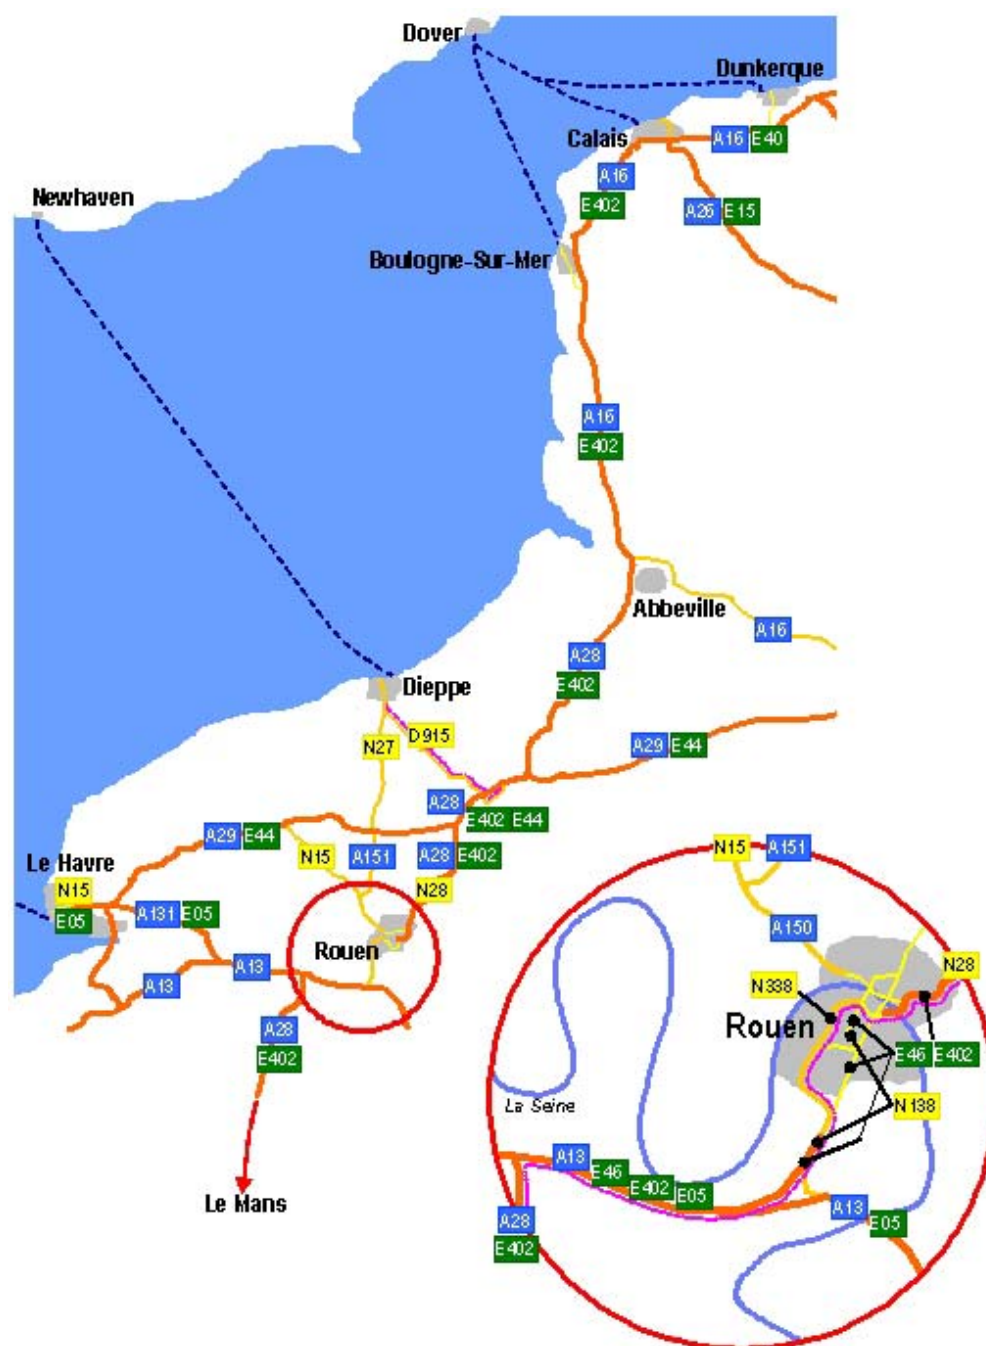 Dover
Dunkerque
Calais
A16 E40
A16
E402
A26 E15
Newhaven
Boulogne-Sur-Mer
A16
E402
Abbeville
A16
A28
E402
Dieppe
D915
N27
A29 E44
A28
E402 E44
A29 E44
N15
A151
A28 E402
N28
Le Havre
N15
E05
A131 E05
Rouen
A13
A13
A28
E402
Le Mans
N15
A151
A150
N28
N338
Rouen
E46 E402
N138
La Seine
A13
E46
E402
E05
A28
E402
A13
E05